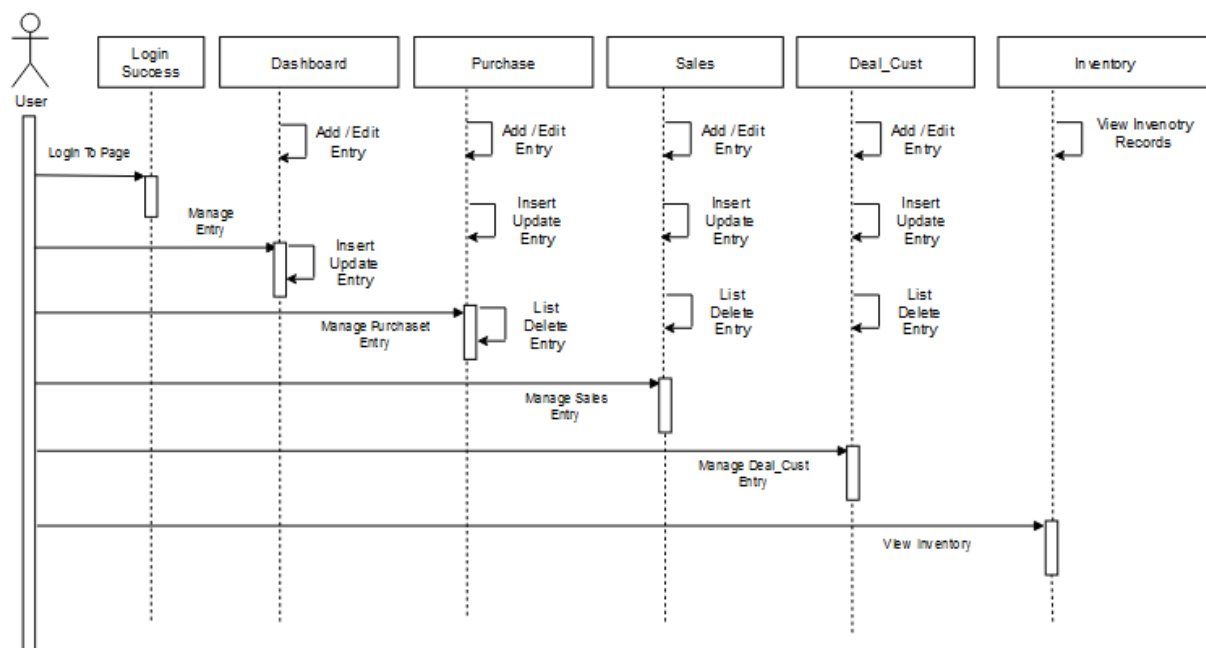 Login
Success
Dashboard
Purchase
Sales
Deal_Cust
Inventory
User
Add / Edit
Entry
Add / Edit
Entry
Add / Edit
Entry
Add / Edit
Entry
View Invenotry
Records
Login To Page
Manage
Entry
Insert
Update
Entry
Insert
Update
Entry
Insert
Update
Entry
Insert
Update
Entry
Manage Purchaset
Entry
List
Delete
Entry
List
Delete
Entry
List
Delete
Entry
Manage Sales
Entry
Manage Deal_Cust
Entry
View Inventory